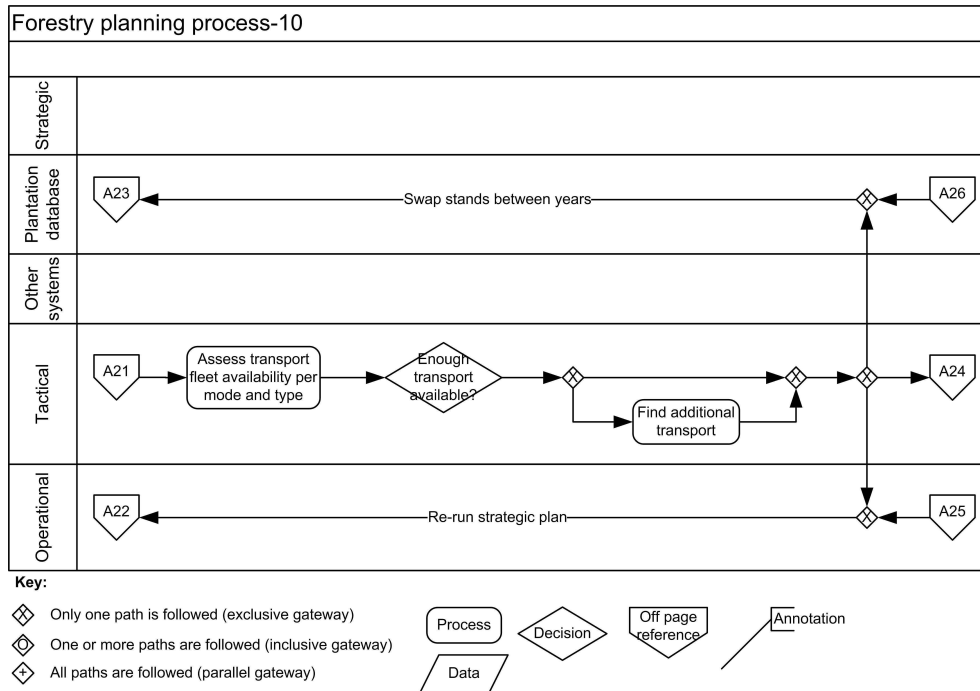 Forestry planning process-10
Strategic
Plantation
database
A23
Swap stands between years
A26
Other
systems
Tactical
A21
Assess transport
fleet availability per
mode and type
Enough
transport
available?
Find additional
transport
A24
Operational
A22
Re-run strategic plan
A25
Key:
X Only one path is followed (exclusive gateway)
O One or more paths are followed (inclusive gateway)
+ All paths are followed (parallel gateway)
Process
Decision
Off page
reference
Annotation
Data